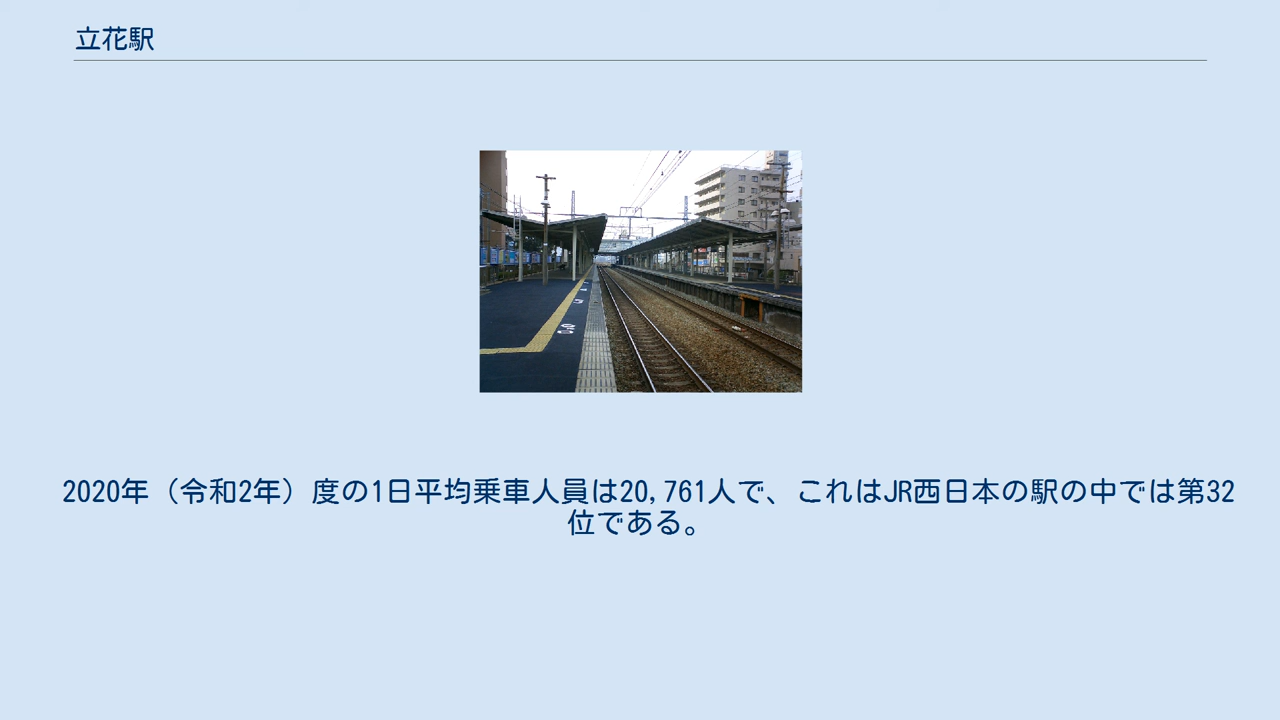 立花駅
2020年（令和2年）度の1日平均乗車人員は20,761人で、これはJR西日本の駅の中では第32
位である。